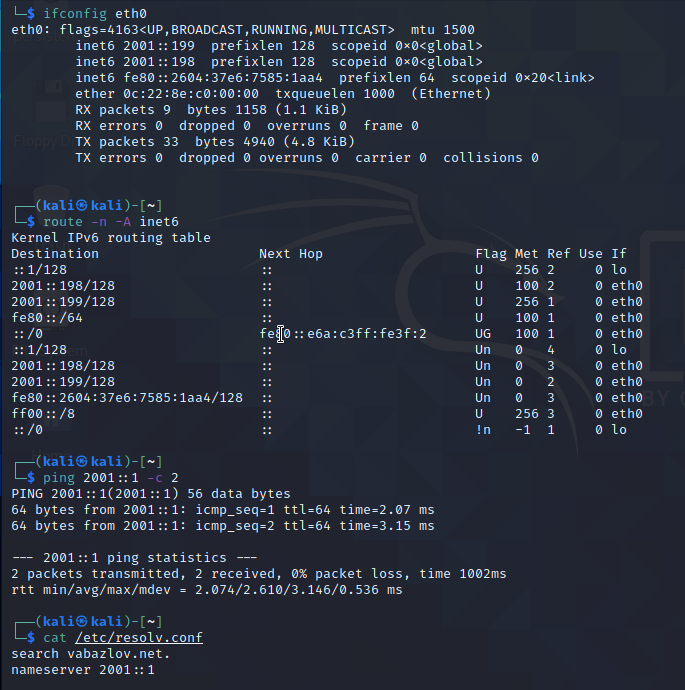 └─$ ifconfig eth0
eth0: flags=4163<UP,BROADCAST,RUNNING,MULTICAST>  mtu 1500
        inet6 2001::199  prefixlen 128  scopeid 0×0<global>
        inet6 2001::198  prefixlen 128  scopeid 0×0<global>
        inet6 fe80::2604:37e6:7585:1aa4  prefixlen 64  scopeid 0×20<link>
        ether 0c:22:8e:c0:00:00  txqueuelen 1000  (Ethernet)
        RX packets 9  bytes 1158 (1.1 KiB)
        RX errors 0  dropped 0  overruns 0  frame 0
        TX packets 33  bytes 4940 (4.8 KiB)
        TX errors 0  dropped 0 overruns 0  carrier 0  collisions 0

┌──(kali㉿kali)-[~]
└─$ route -n -A inet6
Kernel IPv6 routing table
Destination                    Next Hop                   Flag Met Ref Use If
::1/128                        ::                         U    256 2     0 lo
2001::198/128                  ::                         U    100 2     0 eth0
2001::199/128                  ::                         U    256 1     0 eth0
fe80::/64                      ::                         U    100 1     0 eth0
::/0                           fe80::e6a:c3ff:fe3f:2      UG   100 1     0 eth0
::1/128                        ::                         Un   0   4     0 lo
2001::198/128                  ::                         Un   0   3     0 eth0
2001::199/128                  ::                         Un   0   2     0 eth0
fe80::2604:37e6:7585:1aa4/128  ::                         Un   0   3     0 eth0
ff00::/8                       ::                         U    256 3     0 eth0
::/0                           ::                         !n   -1  1     0 lo

┌──(kali㉿kali)-[~]
└─$ ping 2001::1 -c 2
PING 2001::1(2001::1) 56 data bytes
64 bytes from 2001::1: icmp_seq=1 ttl=64 time=2.07 ms
64 bytes from 2001::1: icmp_seq=2 ttl=64 time=3.15 ms

--- 2001::1 ping statistics ---
2 packets transmitted, 2 received, 0% packet loss, time 1002ms
rtt min/avg/max/mdev = 2.074/2.610/3.146/0.536 ms

┌──(kali㉿kali)-[~]
└─$ cat /etc/resolv.conf
search vabazlov.net.
nameserver 2001::1